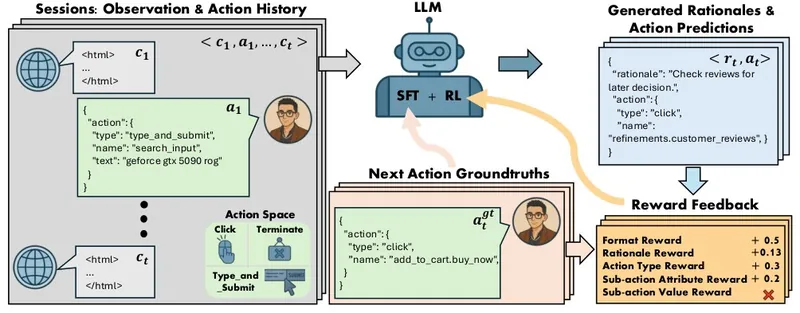 Sessions: Observation & Action History
< c1, a1, ..., ct >
<html>
...
</html>
c1
{
"action": {
"type": "type_and_submit",
"name": "search_input",
"text": "geforce gtx 5090 rog"
}
}
a1
<html>
...
</html>
ct
Action Space
Click
Terminate
Type_and
_Submit
LLM
SFT + RL
Next Action Groundtruths
{
"action": {
"type": "click",
"name": "add_to_cart.buy_now",
}
}
at gt
Generated Rationales &
Action Predictions
< rt, at >
{
"rationale": "Check reviews for
later decision.",
"action": {
"type": "click",
"name":
"refinements.customer_reviews", }
}
Reward Feedback
Format Reward + 0.5
Rationale Reward +0.13
Action Type Reward + 0.3
Sub-action Attribute Reward + 0.2
Sub-action Value Reward